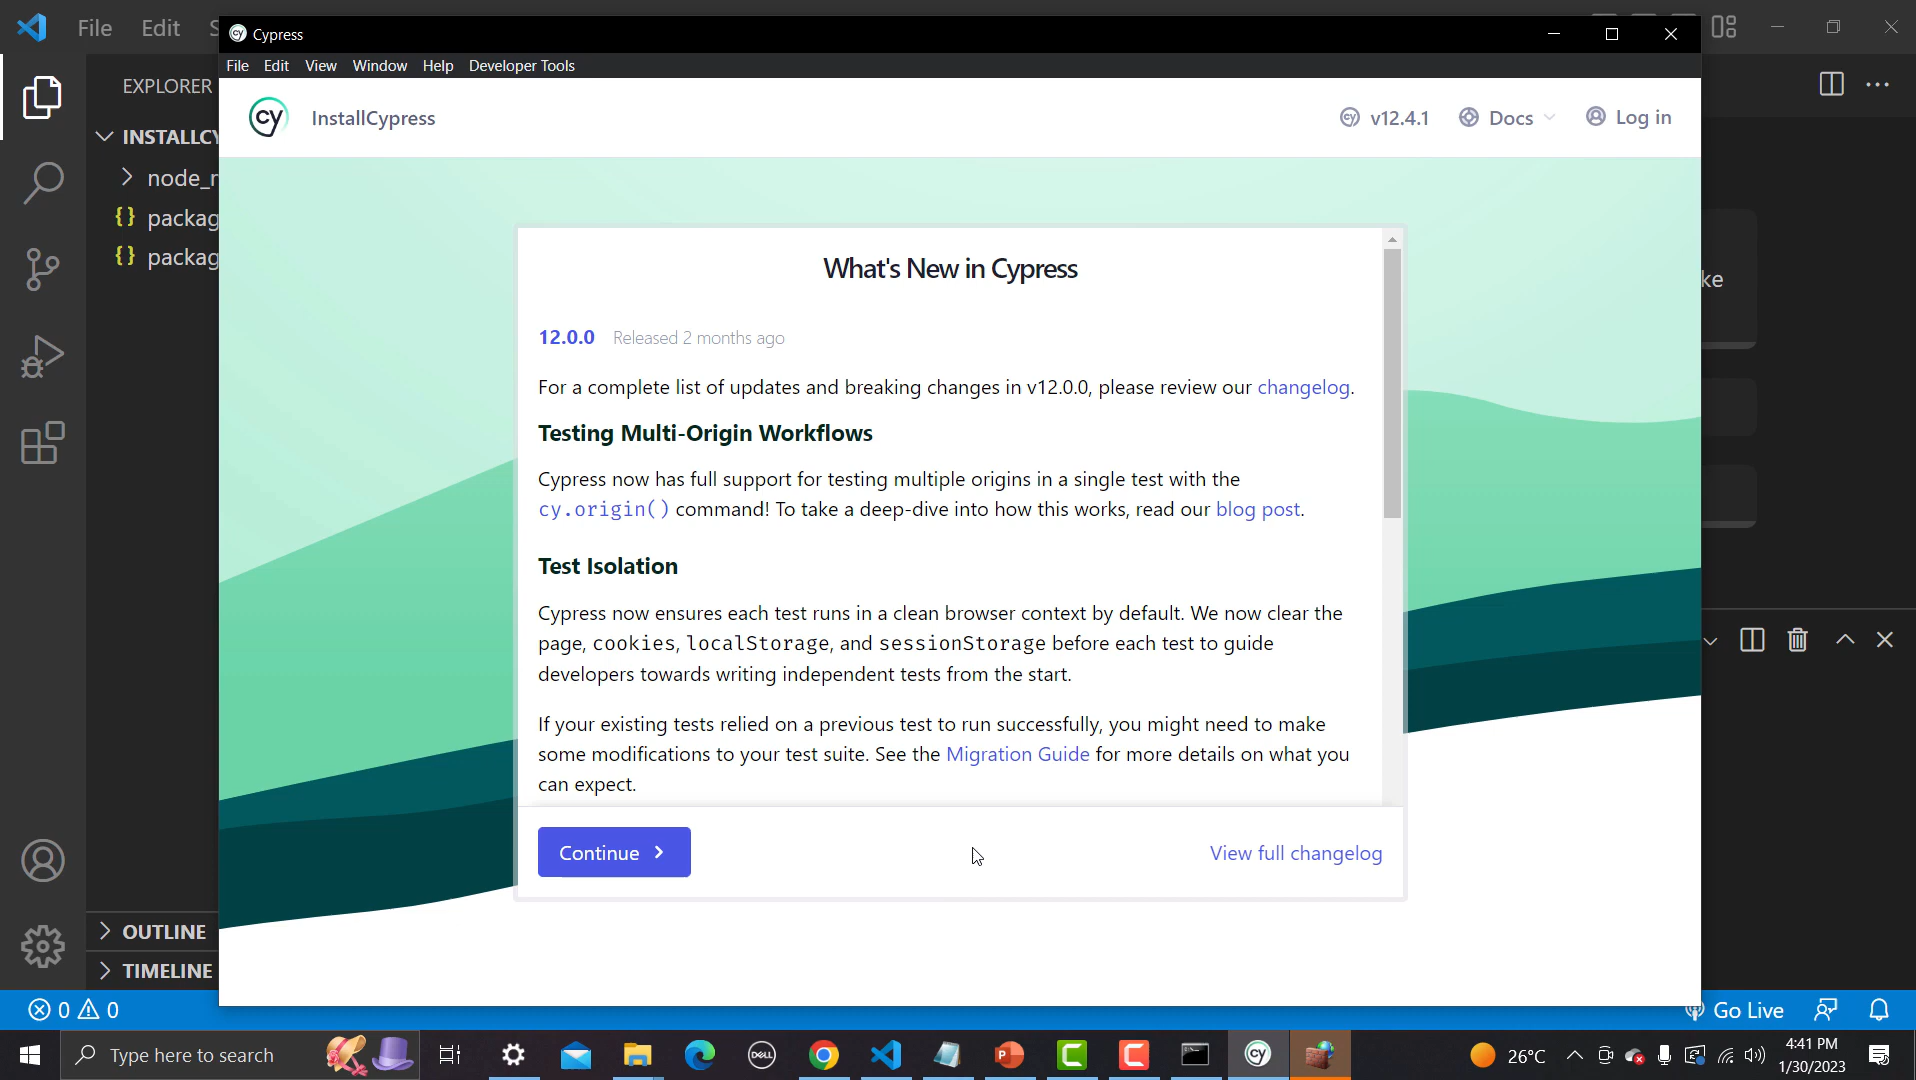 File Edit
Cypress
File Edit View Window Help Developer Tools
EXPLORER
cy InstallCypress
cy v12.4.1 Docs Log in
INSTALLCY
What's New in Cypress
ke
12.0.0 Released 2 months ago
For a complete list of updates and breaking changes in v12.0.0, please review our changelog.
Testing Multi-Origin Workflows
Cypress now has full support for testing multiple origins in a single test with the
cy.origin() command! To take a deep-dive into how this works, read our blog post.
Test Isolation
Cypress now ensures each test runs in a clean browser context by default. We now clear the
page, cookies, localStorage, and sessionStorage before each test to guide
developers towards writing independent tests from the start.
If your existing tests relied on a previous test to run successfully, you might need to make
some modifications to your test suite. See the Migration Guide for more details on what you
can expect.
Continue
View full changelog
OUTLINE
TIMELINE
0 0
Go Live
Type here to search
DELL
cy
26°C
4:41 PM
1/30/2023
{} packag
{} packag